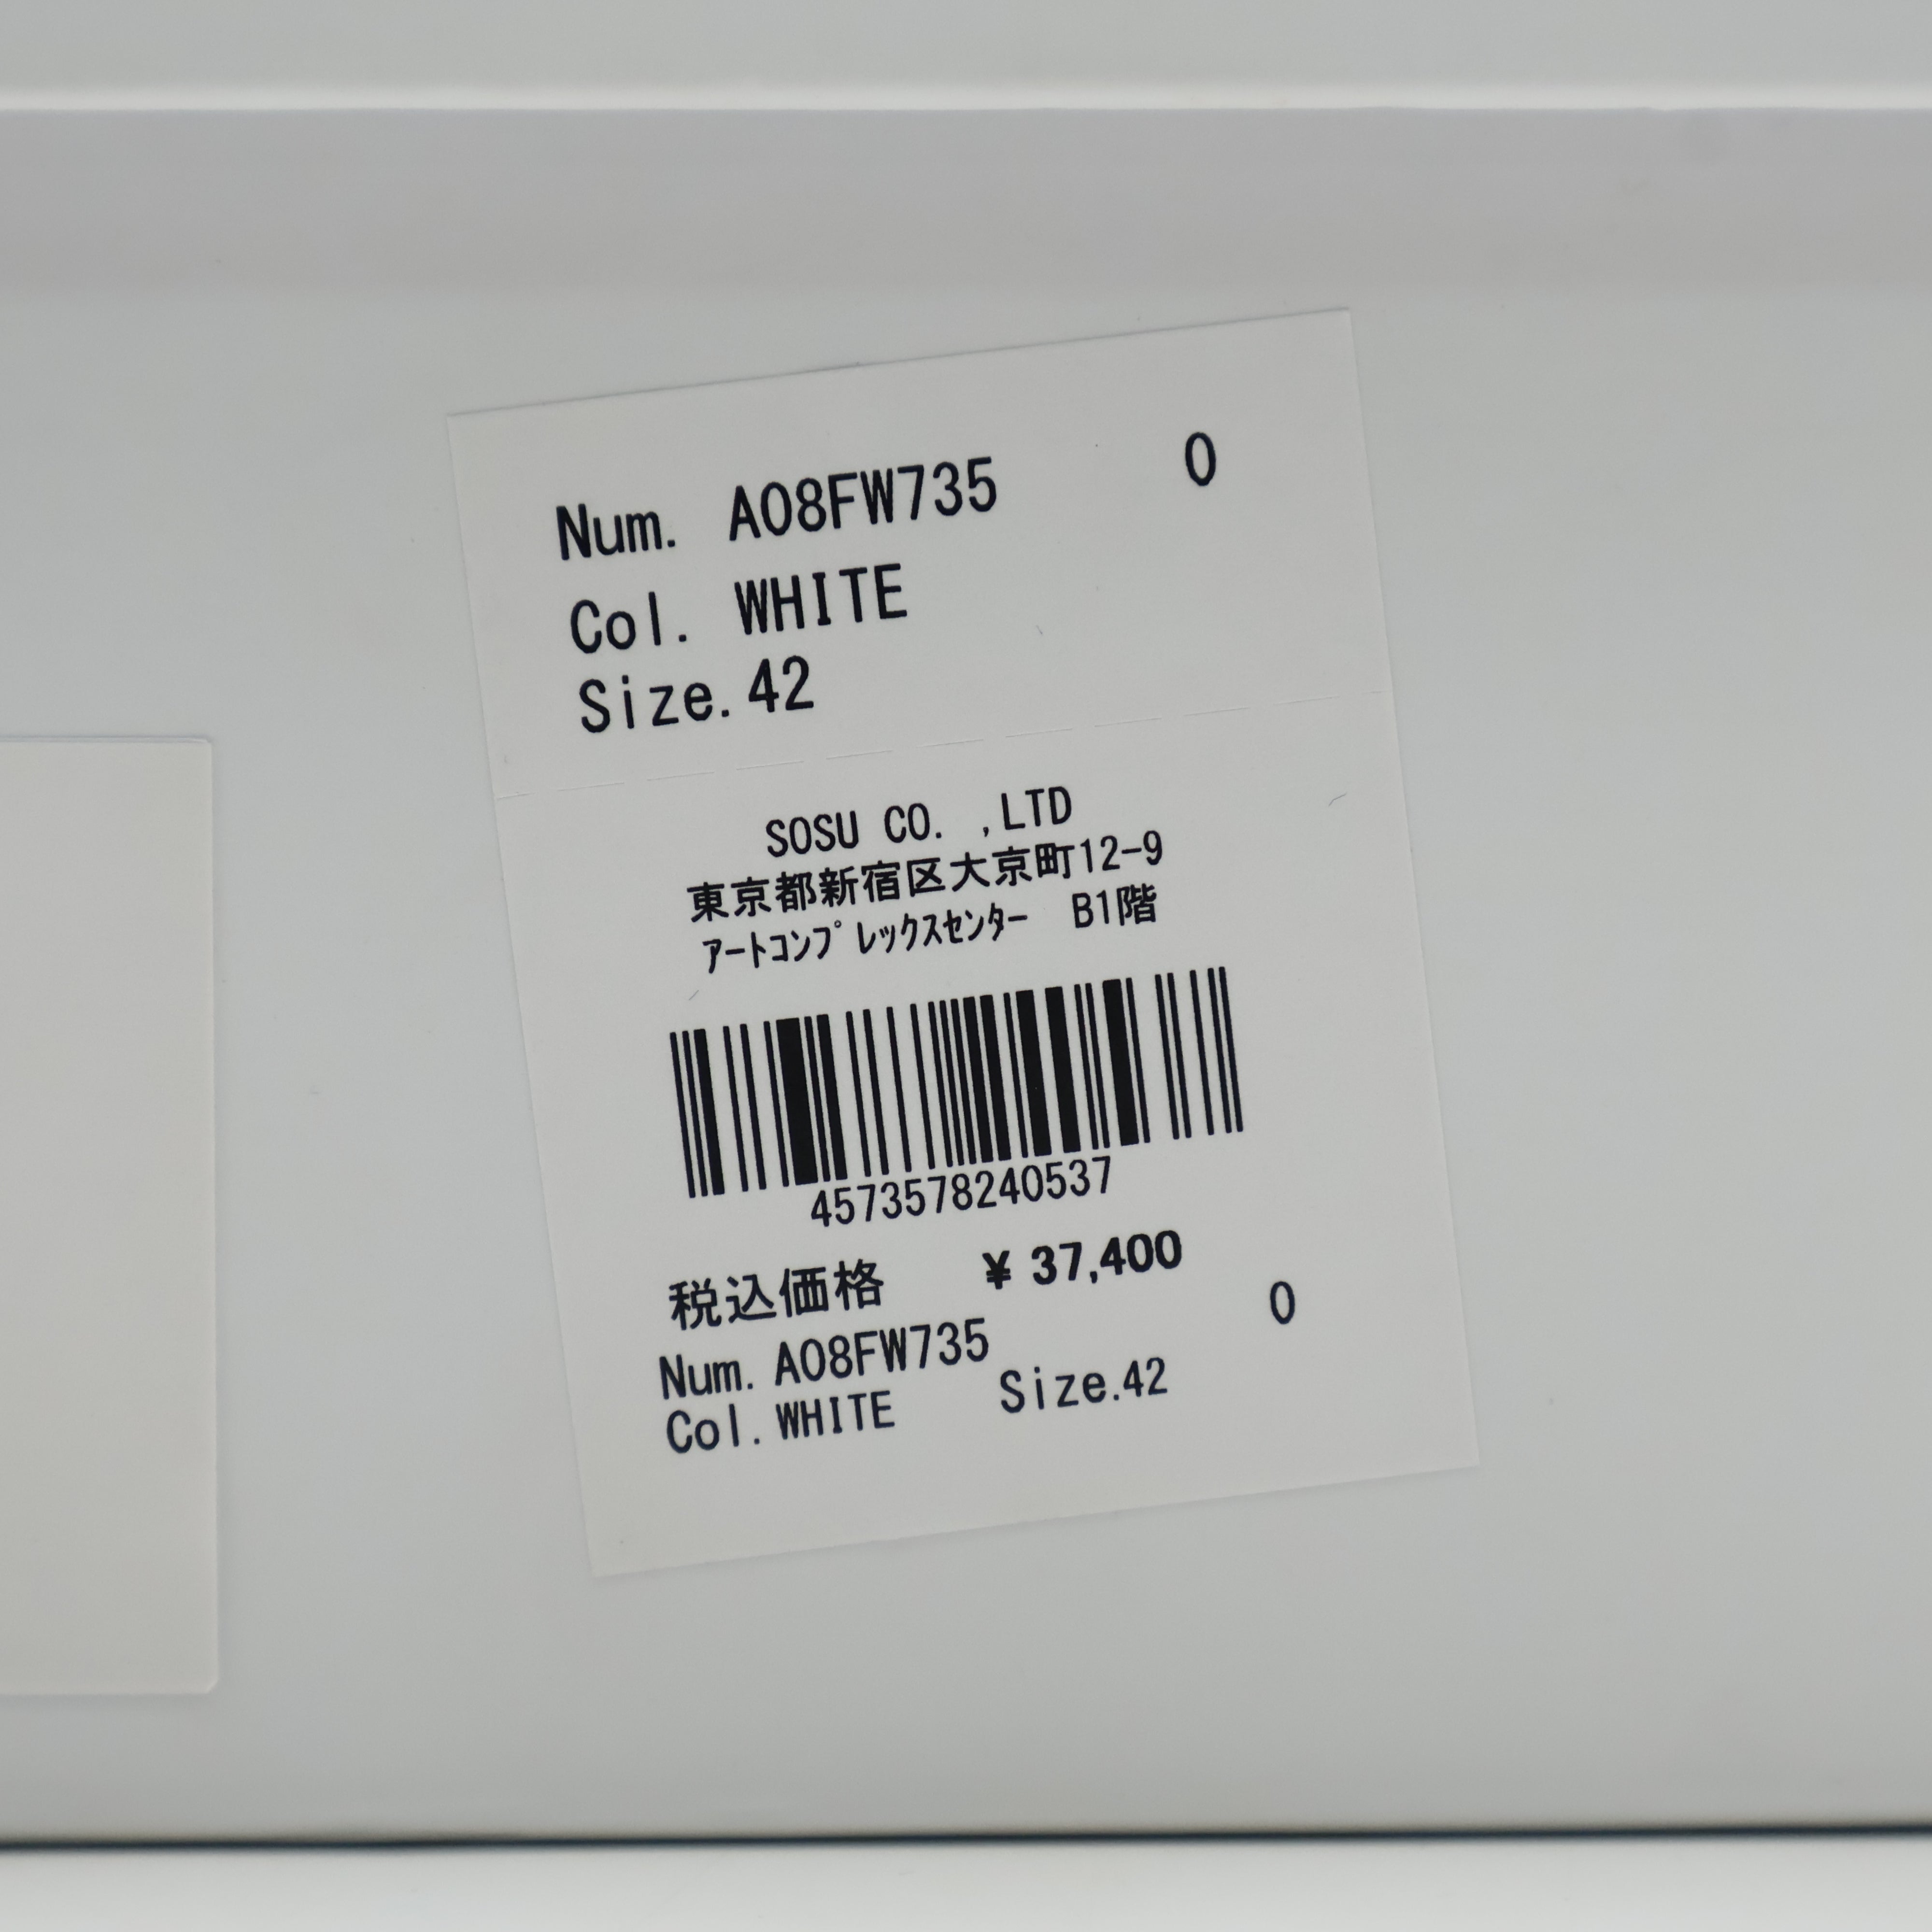 Num. A08FW735 0
Col. WHITE
Size.42
SOSU CO. ,LTD
東京都新宿区大京町12-9
ｱｰﾄｺﾝﾌﾟﾚｯｸｽｾﾝﾀｰ B1階
4573578240537
税込価格 ¥ 37,400
Num. A08FW735 0
Col. WHITE Size.42